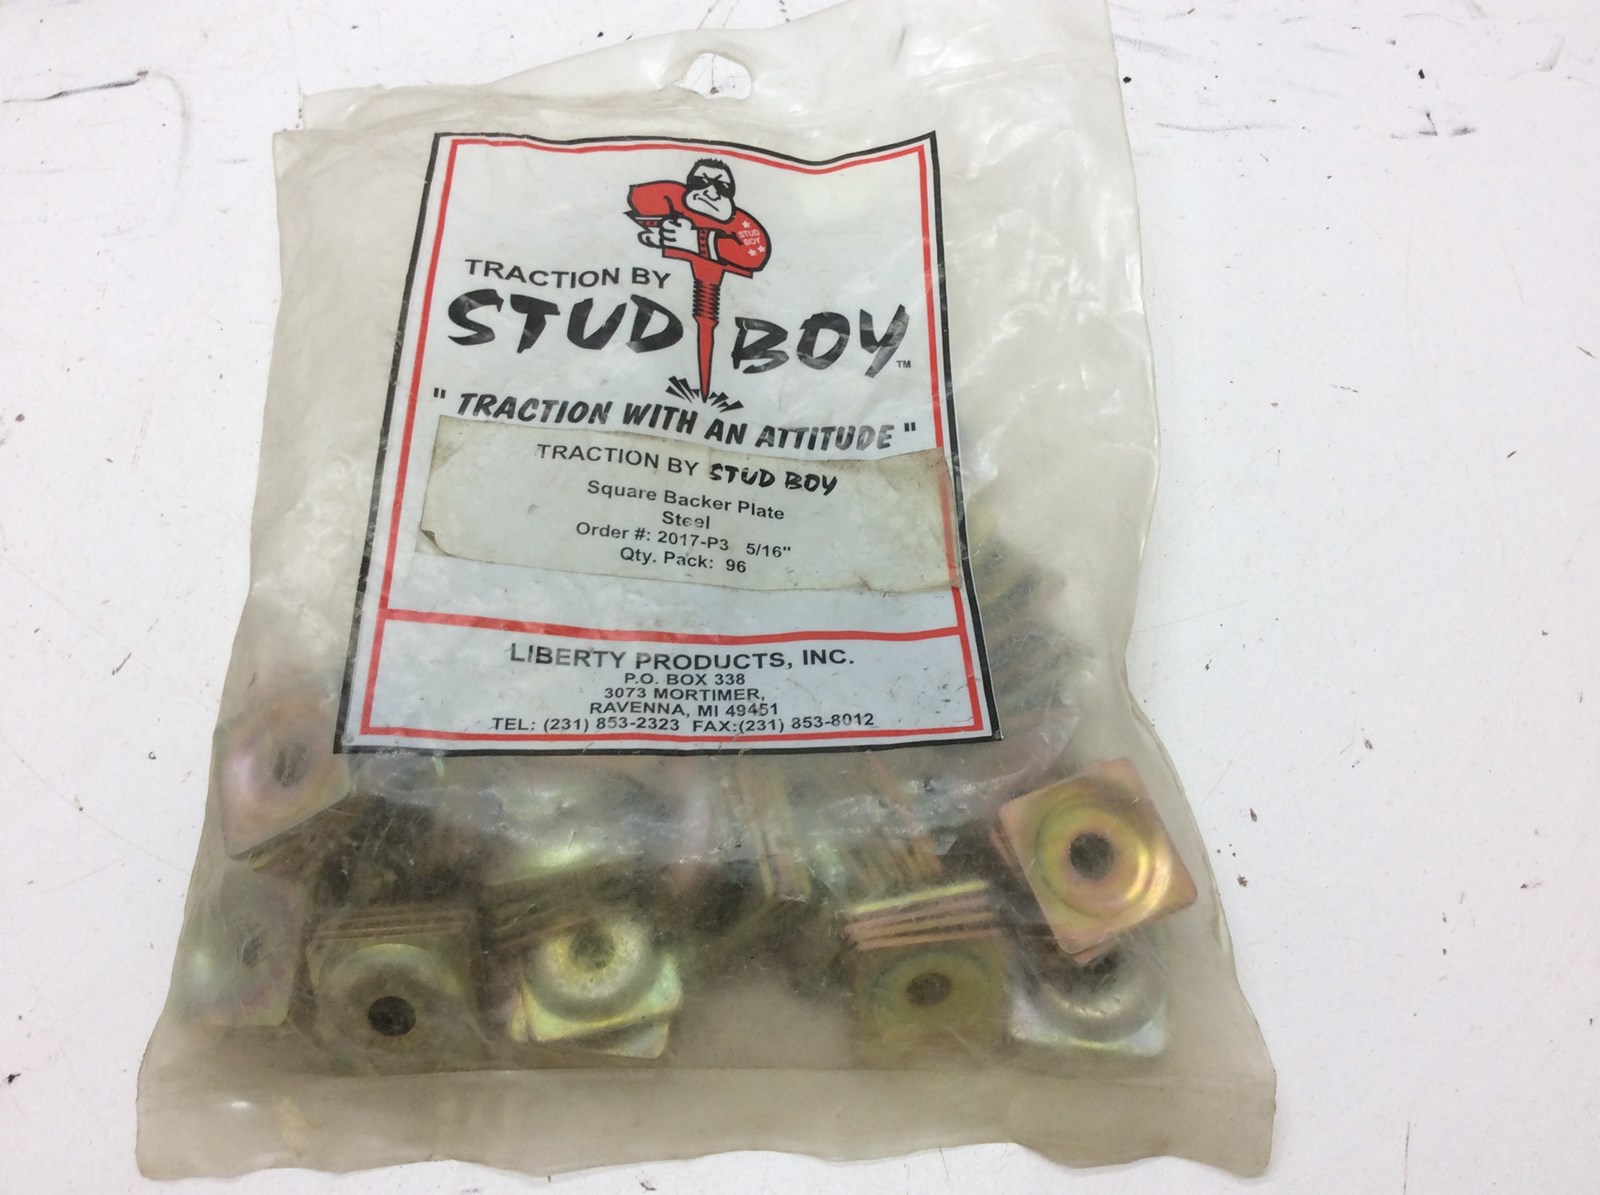 STUD
BOY
TRACTION BY
STUD BOY™
" TRACTION WITH AN ATTITUDE "
TRACTION BY STUD BOY
Square Backer Plate
Steel
Order #: 2017-P3 5/16"
Qty. Pack: 96
LIBERTY PRODUCTS, INC.
P.O. BOX 338
3073 MORTIMER,
RAVENNA, MI 49451
TEL: (231) 853-2323 FAX:(231) 853-8012